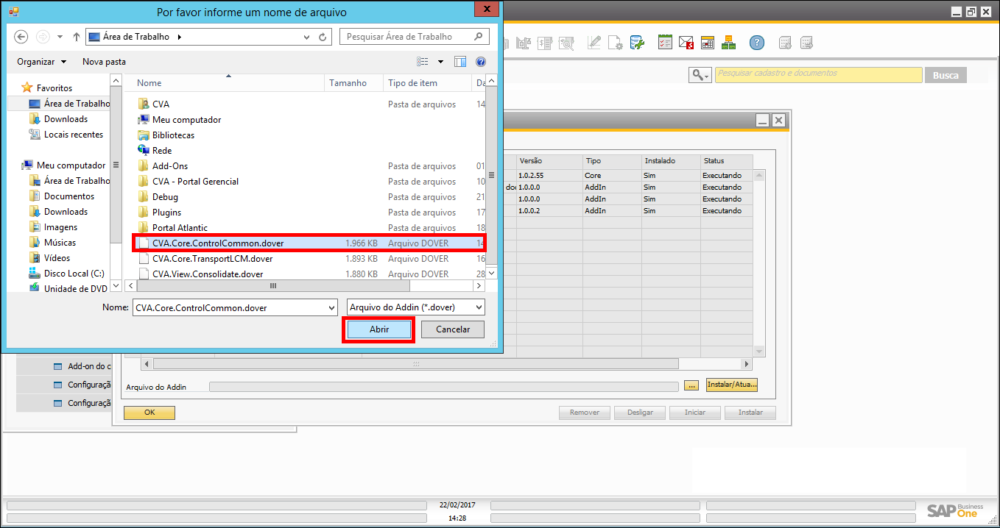 Por favor informe um nome de arquivo
Área de Trabalho
Pesquisar Área de Trabalho
Organizar
Nova pasta
Favoritos
Área de Trabalho
Downloads
Locais recentes
Meu computador
Área de Trabalho
Documentos
Downloads
Imagens
Músicas
Vídeos
Disco Local (C:)
Unidade de DVD
Nome Tamanho Tipo de item Da
CVA Pasta de arquivos 14
Meu computador
Bibliotecas
Rede
Add-Ons Pasta de arquivos 01
CVA - Portal Gerencial Pasta de arquivos 10
Debug Pasta de arquivos 21
Plugins Pasta de arquivos 17
Portal Atlantic Pasta de arquivos 18
CVA.Core.ControlCommon.dover 1.966 KB Arquivo DOVER 14
CVA.Core.TransportLCM.dover 1.893 KB Arquivo DOVER 16
CVA.View.Consolidate.dover 1.880 KB Arquivo DOVER 28
Nome: CVA.Core.ControlCommon.dover Arquivo do Addin (*.dover)
Abrir Cancelar
Pesquisar cadastro e documentos
Busca
Versão Tipo Instalado Status
1.0.2.55 Core Sim Executando
doc 1.0.0.0 AddIn Sim Executando
1.0.0.0 AddIn Sim Executando
1.0.0.2 AddIn Sim Executando
Add-on do c
Configuraçã
Configuraçã
Arquivo do Addin ... Instalar/Atua...
OK Remover Desligar Iniciar Instalar
22/02/2017
14:28
SAP Business One